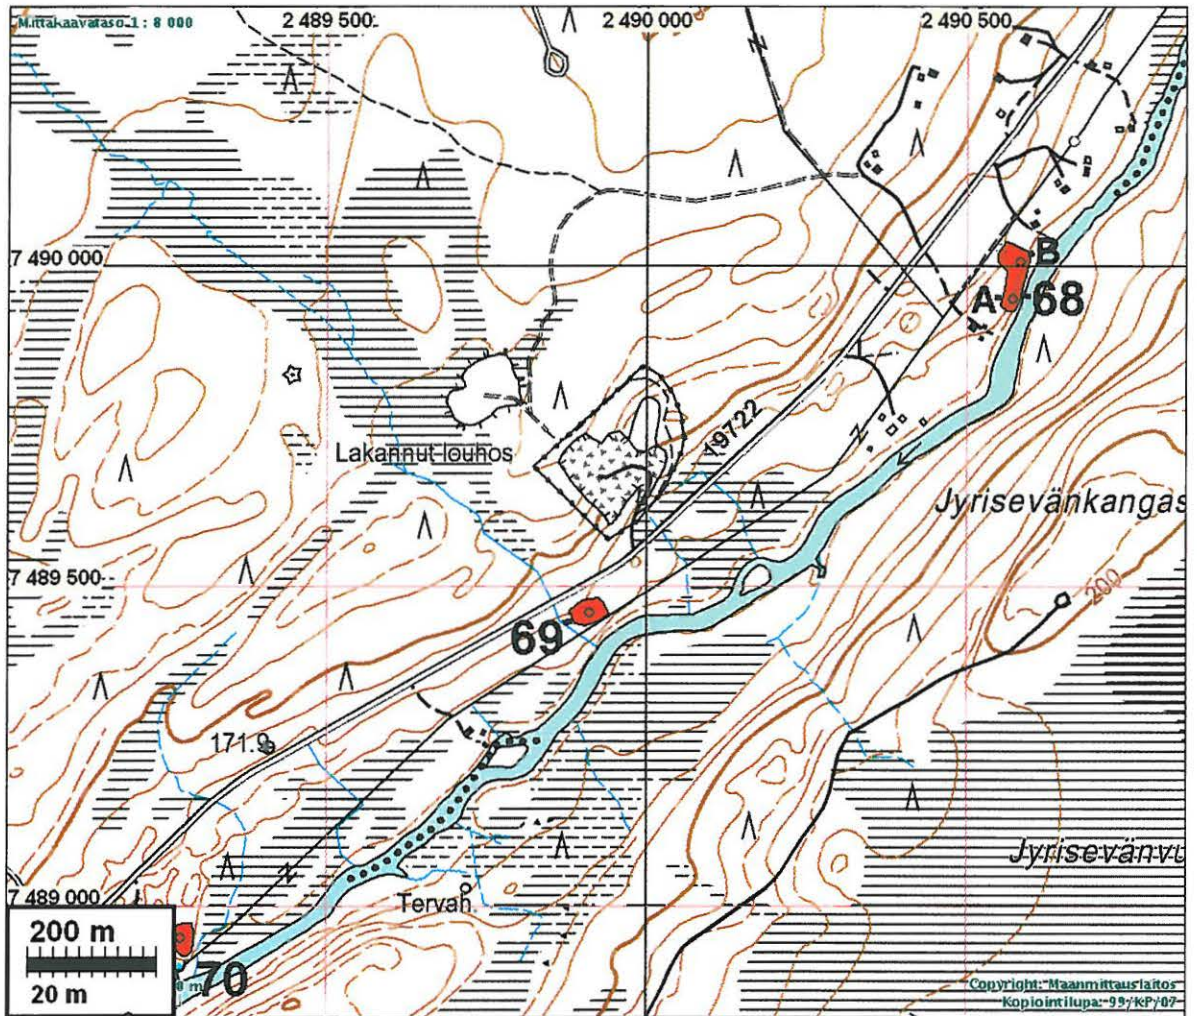 Mittakaavataso 1 : 8 000
2 489 500
2 490 000
2 490 500
7 490 000
B
A
68
Lakannut louhos
19722
Jyrisevänkangas
7 489 500
200
69
171.9
Jyrisevänvu
7 489 000
Tervah.
200 m
20 m
70
Copyright: Maanmittauslaitos
Kopiointilupa: 99/KP/07